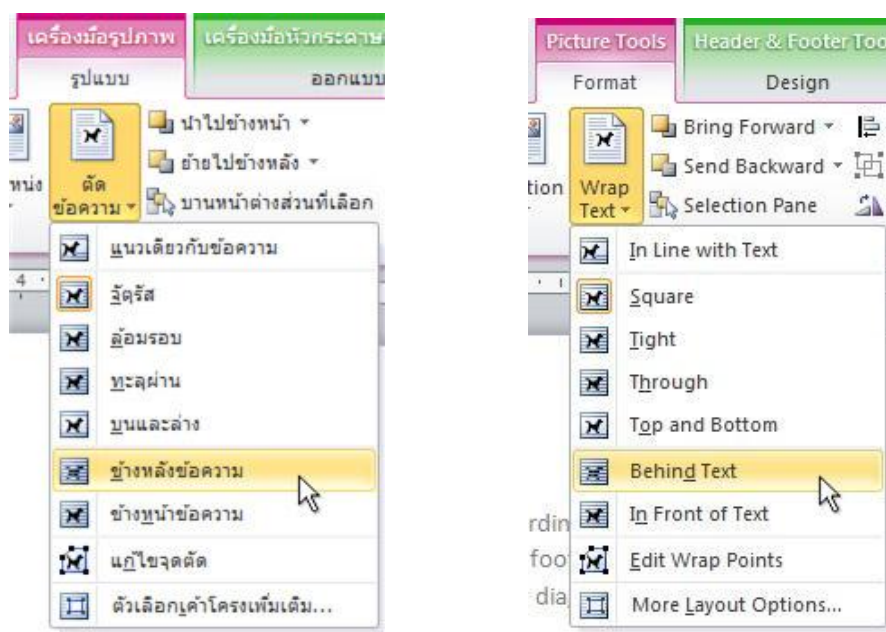 เครื่องมือรูปภาพ
เครื่องมือหัวกระดาษ
รูปแบบ
ออกแบบ
นำไปข้างหน้า
ย้ายไปข้างหลัง
ตัด
ข้อความ
บานหน้าต่างส่วนที่เลือก
แนวเดียวกับข้อความ
4
จัตุรัส
ล้อมรอบ
ทะลุผ่าน
บนและล่าง
ข้างหลังข้อความ
ข้างหน้าข้อความ
แก้ไขจุดตัด
ตัวเลือกเค้าโครงเพิ่มเติม...
Picture Tools
Header & Footer Too
Format
Design
Bring Forward
Send Backward
tion
Wrap
Text
Selection Pane
In Line with Text
Square
Tight
Through
Top and Bottom
Behind Text
In Front of Text
rdin
Edit Wrap Points
foo
More Layout Options...
dia